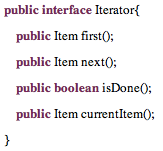 public interface Iterator{
public Item first();
public Item next();
public boolean isDone();
public Item currentItem();
}